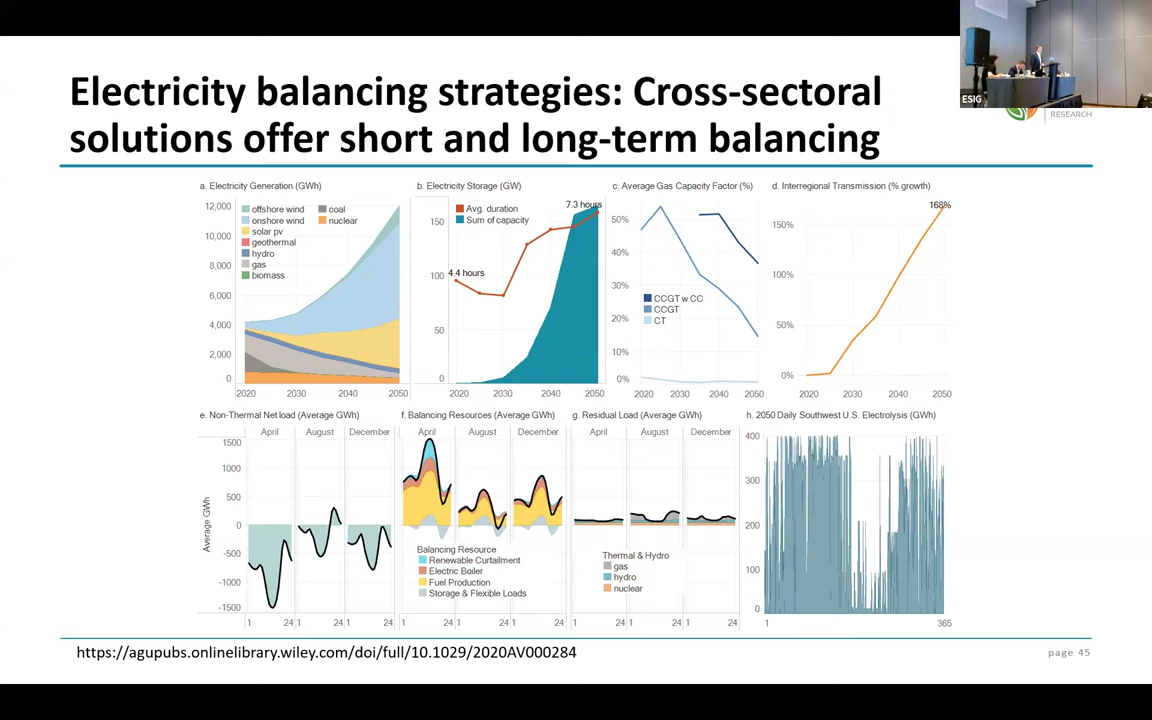 Electricity balancing strategies: Cross-sectoral
solutions offer short and long-term balancing
ESIG
RESEARCH
a. Electricity Generation (GWh)
12,000
10,000
8,000
6,000
4,000
2,000
0
offshore wind
onshore wind
solar pv
geothermal
hydro
gas
biomass
coal
nuclear
2020
2030
2040
2050
b. Electricity Storage (GW)
Avg. duration
Sum of capacity
7.3 hours
4.4 hours
150
100
50
0
2020
2030
2040
2050
c. Average Gas Capacity Factor (%)
50%
40%
30%
20%
10%
0%
CCGT w CC
CCGT
CT
2020
2030
2040
2050
d. Interregional Transmission (% growth)
168%
150%
100%
50%
0%
2020
2030
2040
2050
e. Non-Thermal Net load (Average GWh)
April August December
Average GWh
1500
1000
500
0
-500
-1000
-1500
1 24 1 24 1 24
f. Balancing Resources (Average GWh)
April August December
Balancing Resource
Renewable Curtailment
Electric Boiler
Fuel Production
Storage & Flexible Loads
1 24 1 24 1 24
g. Residual Load (Average GWh)
April August December
Thermal & Hydro
gas
hydro
nuclear
1 24 1 24 1 24
h. 2050 Daily Southwest U.S. Electrolysis (GWh)
400
300
200
100
0
1 365
https://agupubs.onlinelibrary.wiley.com/doi/full/10.1029/2020AV000284
page 45